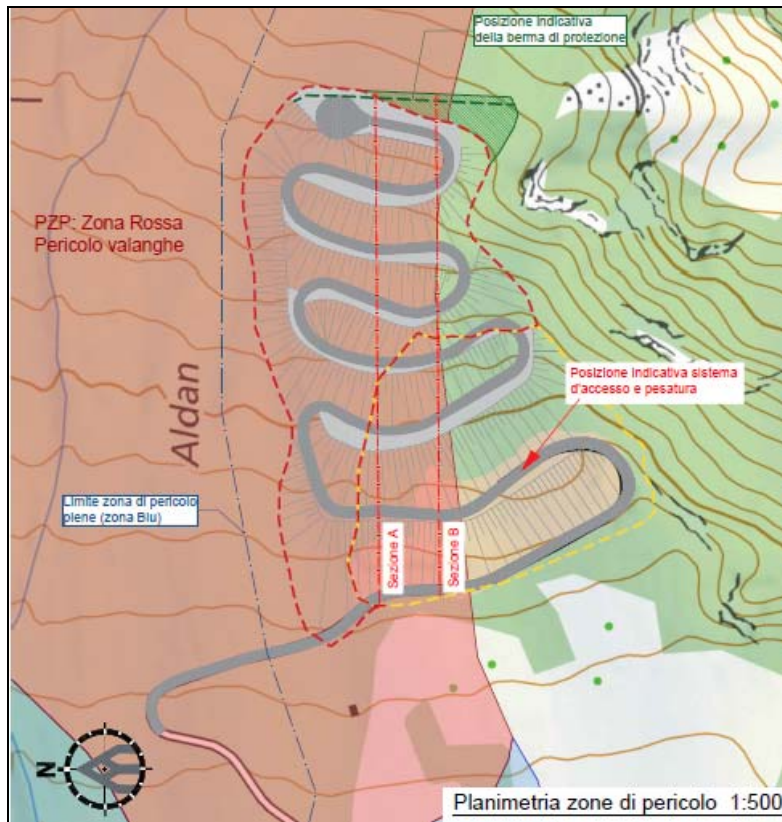 Posizione indicativa
della berma di protezione
PZP: Zona Rossa
Pericolo valanghe
Aldan
Posizione indicativa sistema
d'accesso e pesatura
Limite zona di pericolo
piene (zona Blu)
Sezione A
Sezione B
N
Planimetria zone di pericolo 1:500